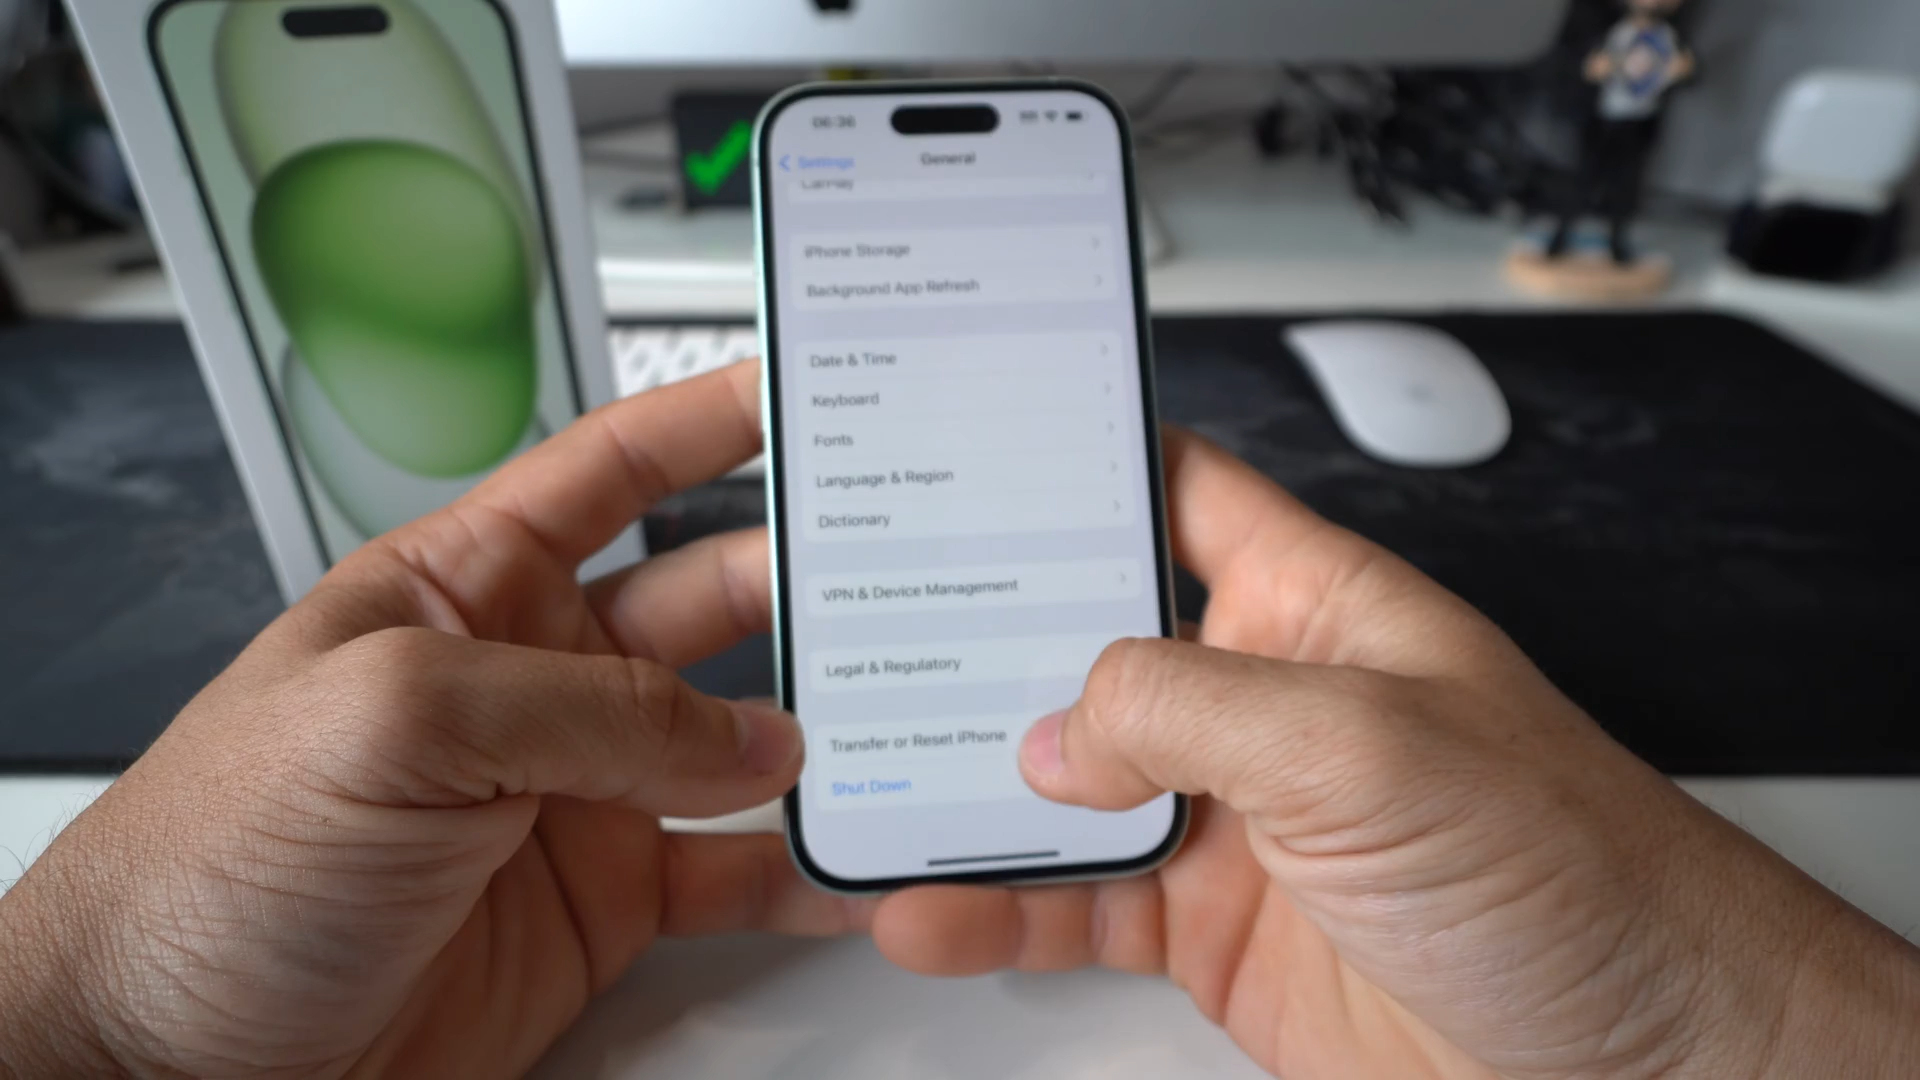 06:36
Settings
General
CarPlay
iPhone Storage
Background App Refresh
Date & Time
Keyboard
Fonts
Language & Region
Dictionary
VPN & Device Management
Legal & Regulatory
Transfer or Reset iPhone
Shut Down